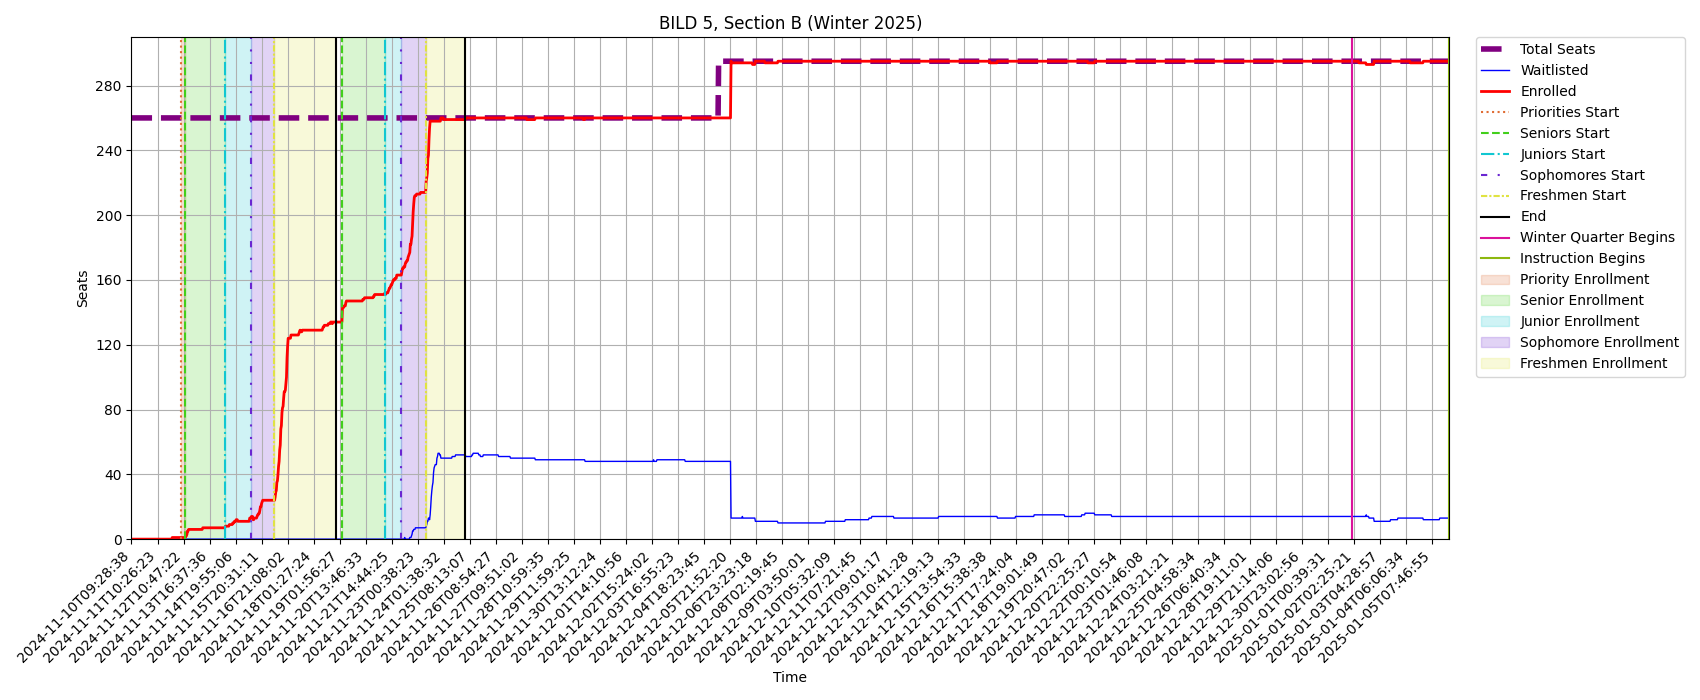 BILD 5, Section B (Winter 2025)
Seats
280
240
200
160
120
80
40
0
2024-11-10T09:28:38
2024-11-11T10:26:23
2024-11-12T10:47:22
2024-11-13T16:37:36
2024-11-14T19:55:06
2024-11-15T20:31:11
2024-11-16T21:08:02
2024-11-18T01:27:24
2024-11-19T01:56:27
2024-11-20T13:46:33
2024-11-21T14:44:25
2024-11-23T00:38:23
2024-11-24T01:38:32
2024-11-25T08:13:07
2024-11-26T08:54:27
2024-11-27T09:51:02
2024-11-28T10:59:35
2024-11-29T11:59:25
2024-11-30T13:12:24
2024-12-01T14:10:56
2024-12-02T15:24:02
2024-12-03T16:55:23
2024-12-04T18:23:45
2024-12-05T21:52:20
2024-12-06T23:23:18
2024-12-08T02:19:45
2024-12-09T03:50:01
2024-12-10T05:32:09
2024-12-11T07:21:45
2024-12-12T09:01:17
2024-12-13T10:41:28
2024-12-14T12:19:13
2024-12-15T13:54:33
2024-12-16T15:38:38
2024-12-17T17:24:04
2024-12-18T19:01:49
2024-12-19T20:47:02
2024-12-20T22:25:27
2024-12-22T00:10:54
2024-12-23T01:46:08
2024-12-24T03:21:21
2024-12-25T04:58:34
2024-12-26T06:40:34
2024-12-28T19:11:01
2024-12-29T21:14:06
2024-12-30T23:02:56
2025-01-01T00:39:31
2025-01-02T02:25:21
2025-01-03T04:28:57
2025-01-04T06:06:34
2025-01-05T07:46:55
Time
Total Seats
Waitlisted
Enrolled
Priorities Start
Seniors Start
Juniors Start
Sophomores Start
Freshmen Start
End
Winter Quarter Begins
Instruction Begins
Priority Enrollment
Senior Enrollment
Junior Enrollment
Sophomore Enrollment
Freshmen Enrollment